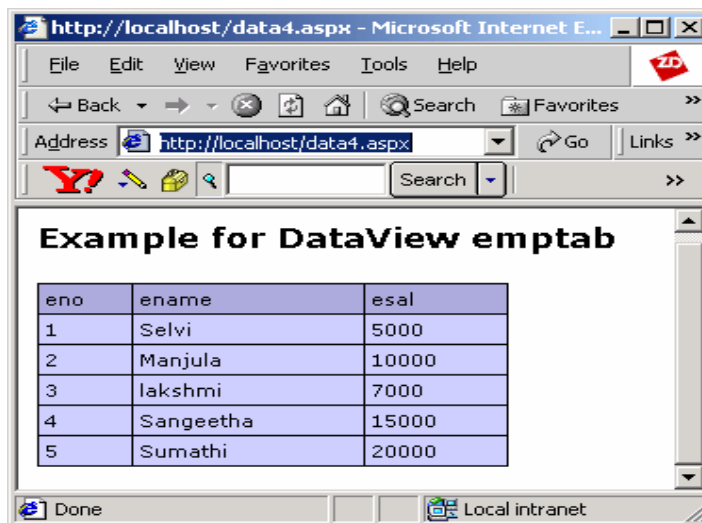 http://localhost/data4.aspx - Microsoft Internet E...
File Edit View Favorites Tools Help
ZD
Back Search Favorites »
Address http://localhost/data4.aspx Go Links »
Y! Search »
Example for DataView emptab
eno ename esal
1 Selvi 5000
2 Manjula 10000
3 lakshmi 7000
4 Sangeetha 15000
5 Sumathi 20000
Done Local intranet